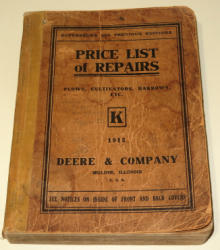 SUPERSEDES ALL PREVIOUS EDITIONS
PRICE LIST
of REPAIRS
PLOWS, CULTIVATORS, HARROWS,
ETC.
K
DEERE & COMPANY
MOLINE, ILLINOIS
U. S. A.
SEE NOTICES ON INSIDE OF FRONT AND BACK COVERS